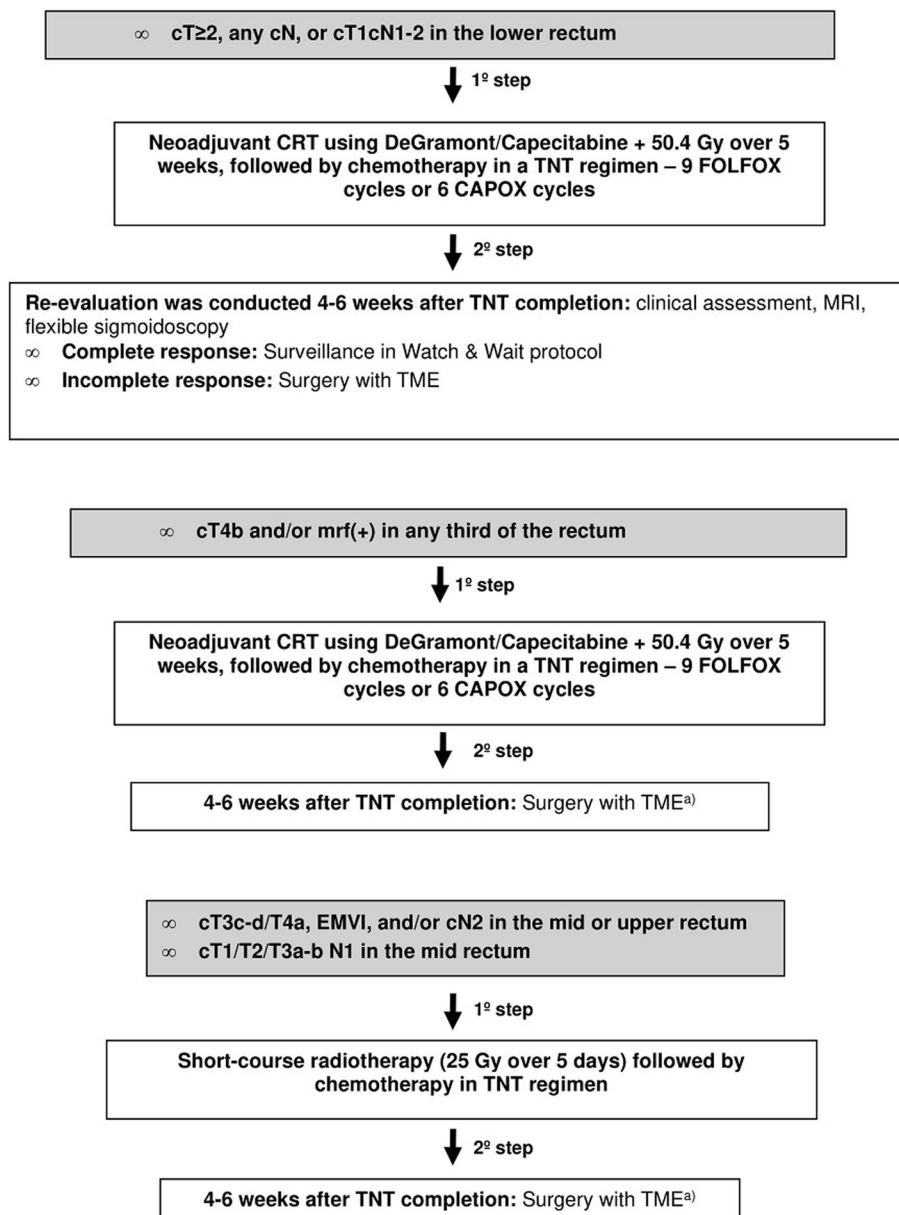 ∞ cT≥2, any cN, or cT1cN1-2 in the lower rectum
1º step
Neoadjuvant CRT using DeGramont/Capecitabine + 50.4 Gy over 5
weeks, followed by chemotherapy in a TNT regimen – 9 FOLFOX
cycles or 6 CAPOX cycles
2º step
Re-evaluation was conducted 4-6 weeks after TNT completion: clinical assessment, MRI,
flexible sigmoidoscopy
∞ Complete response: Surveillance in Watch & Wait protocol
∞ Incomplete response: Surgery with TME
∞ cT4b and/or mrf(+) in any third of the rectum
1º step
Neoadjuvant CRT using DeGramont/Capecitabine + 50.4 Gy over 5
weeks, followed by chemotherapy in a TNT regimen – 9 FOLFOX
cycles or 6 CAPOX cycles
2º step
4-6 weeks after TNT completion: Surgery with TMEa)
∞ cT3c-d/T4a, EMVI, and/or cN2 in the mid or upper rectum
∞ cT1/T2/T3a-b N1 in the mid rectum
1º step
Short-course radiotherapy (25 Gy over 5 days) followed by
chemotherapy in TNT regimen
2º step
4-6 weeks after TNT completion: Surgery with TMEa)